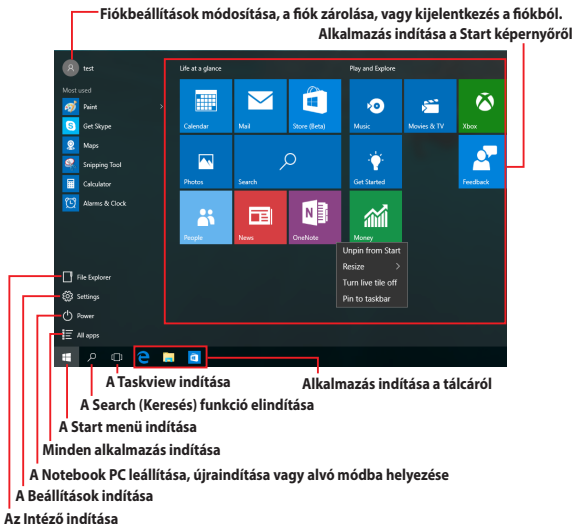 Fiókbeállítások módosítása, a fiók zárolása, vagy kijelentkezés a fiókból.
Alkalmazás indítása a Start képernyőről
test
Life at a glance
Play and Explore
Most used
Paint
Get Skype
Maps
Snipping Tool
Calculator
Alarms & Clock
Calendar
Mail
Store (Beta)
Music
Movies & TV
Xbox
Photos
Search
Get Started
Feedback
People
News
OneNote
Money
Unpin from Start
Resize
Turn live tile off
Pin to taskbar
File Explorer
Settings
Power
All apps
A Taskview indítása
Alkalmazás indítása a tálcáról
A Search (Keresés) funkció elindítása
A Start menü indítása
Minden alkalmazás indítása
A Notebook PC leállítása, újraindítása vagy alvó módba helyezése
A Beállítások indítása
Az Intéző indítása